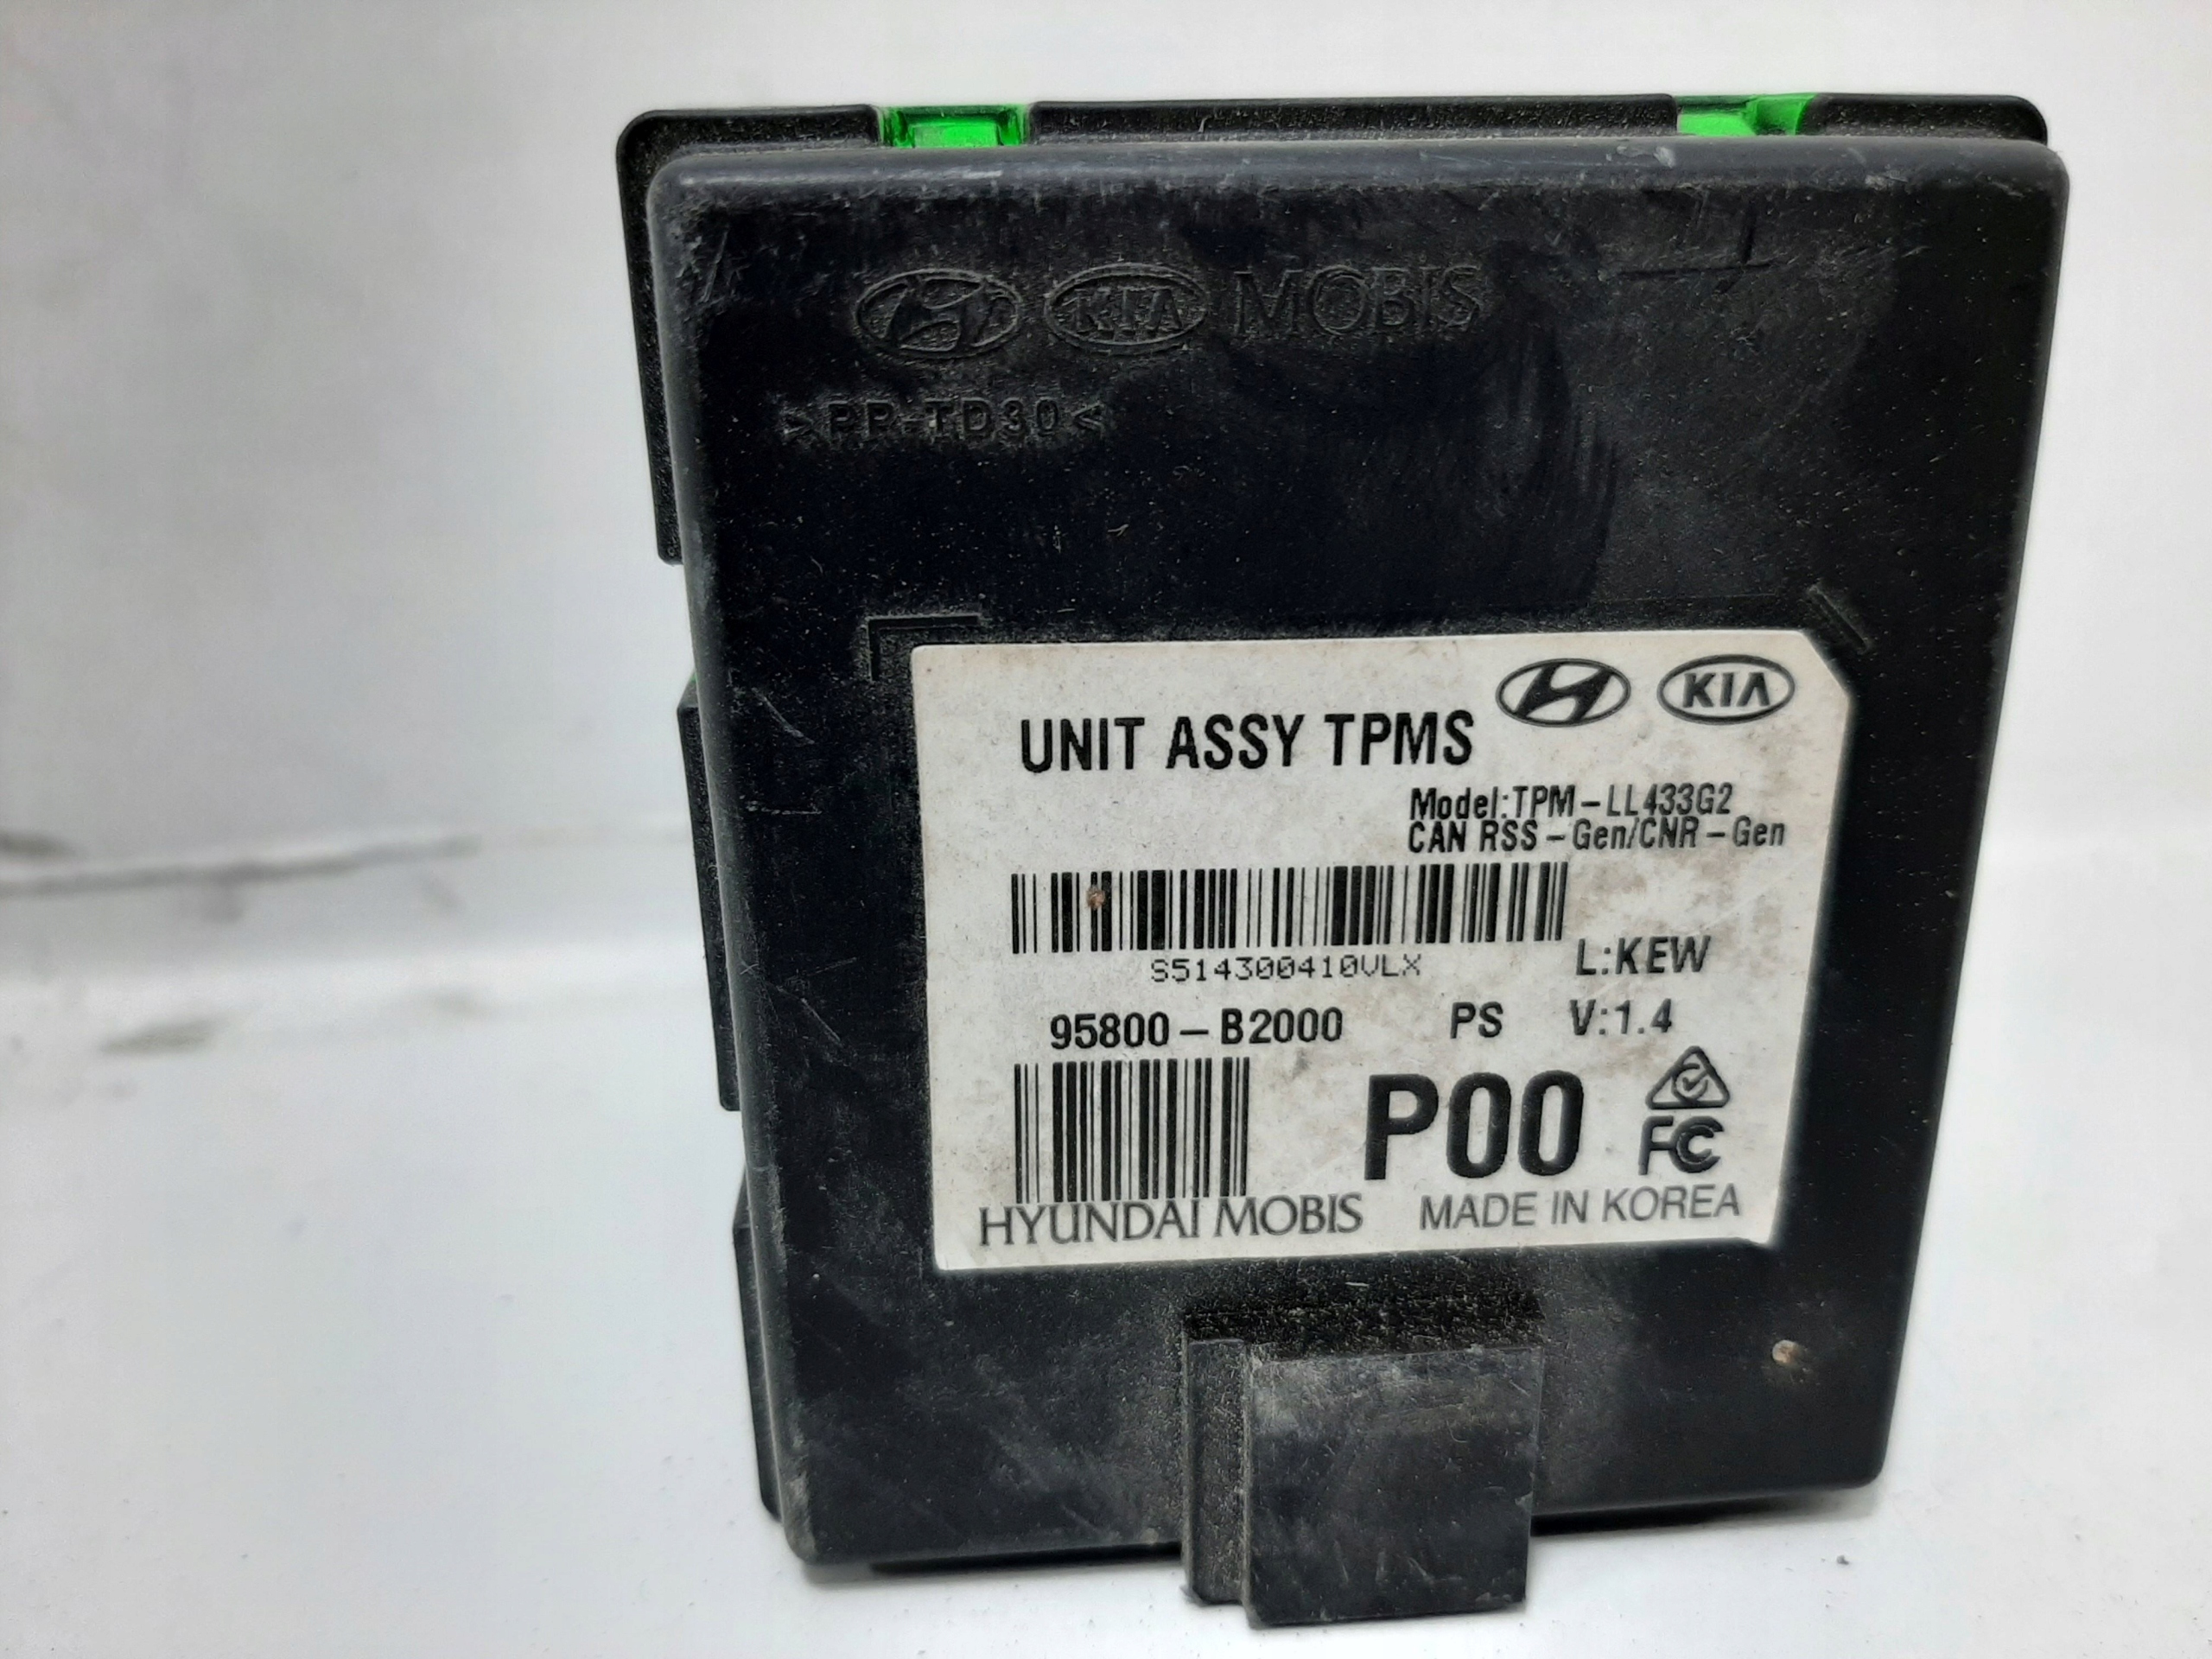 KIA MOBIS
>PP-TD30<
KIA
UNIT ASSY TPMS
Model:TPM-LL433G2
CAN RSS-Gen/CNR-Gen
S514300410VLX
L:KEW
95800-B2000 PS V:1.4
P00
FC
HYUNDAI MOBIS MADE IN KOREA